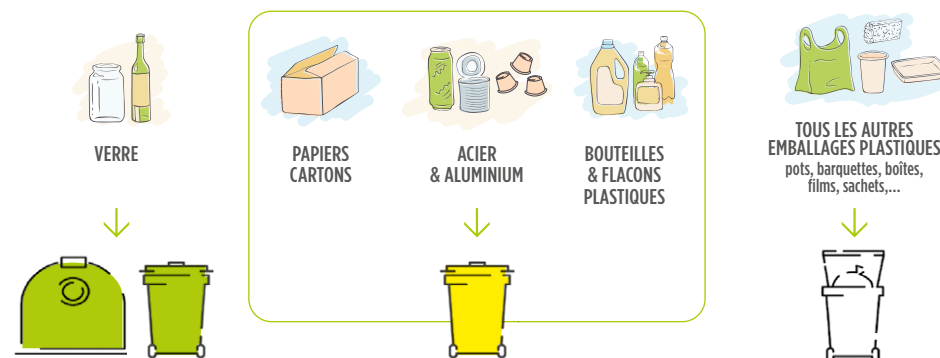 VERRE
PAPIERS
CARTONS
ACIER
& ALUMINIUM
BOUTEILLES
& FLACONS
PLASTIQUES
TOUS LES AUTRES
EMBALLAGES PLASTIQUES
pots, barquettes, boîtes,
films, sachets,...